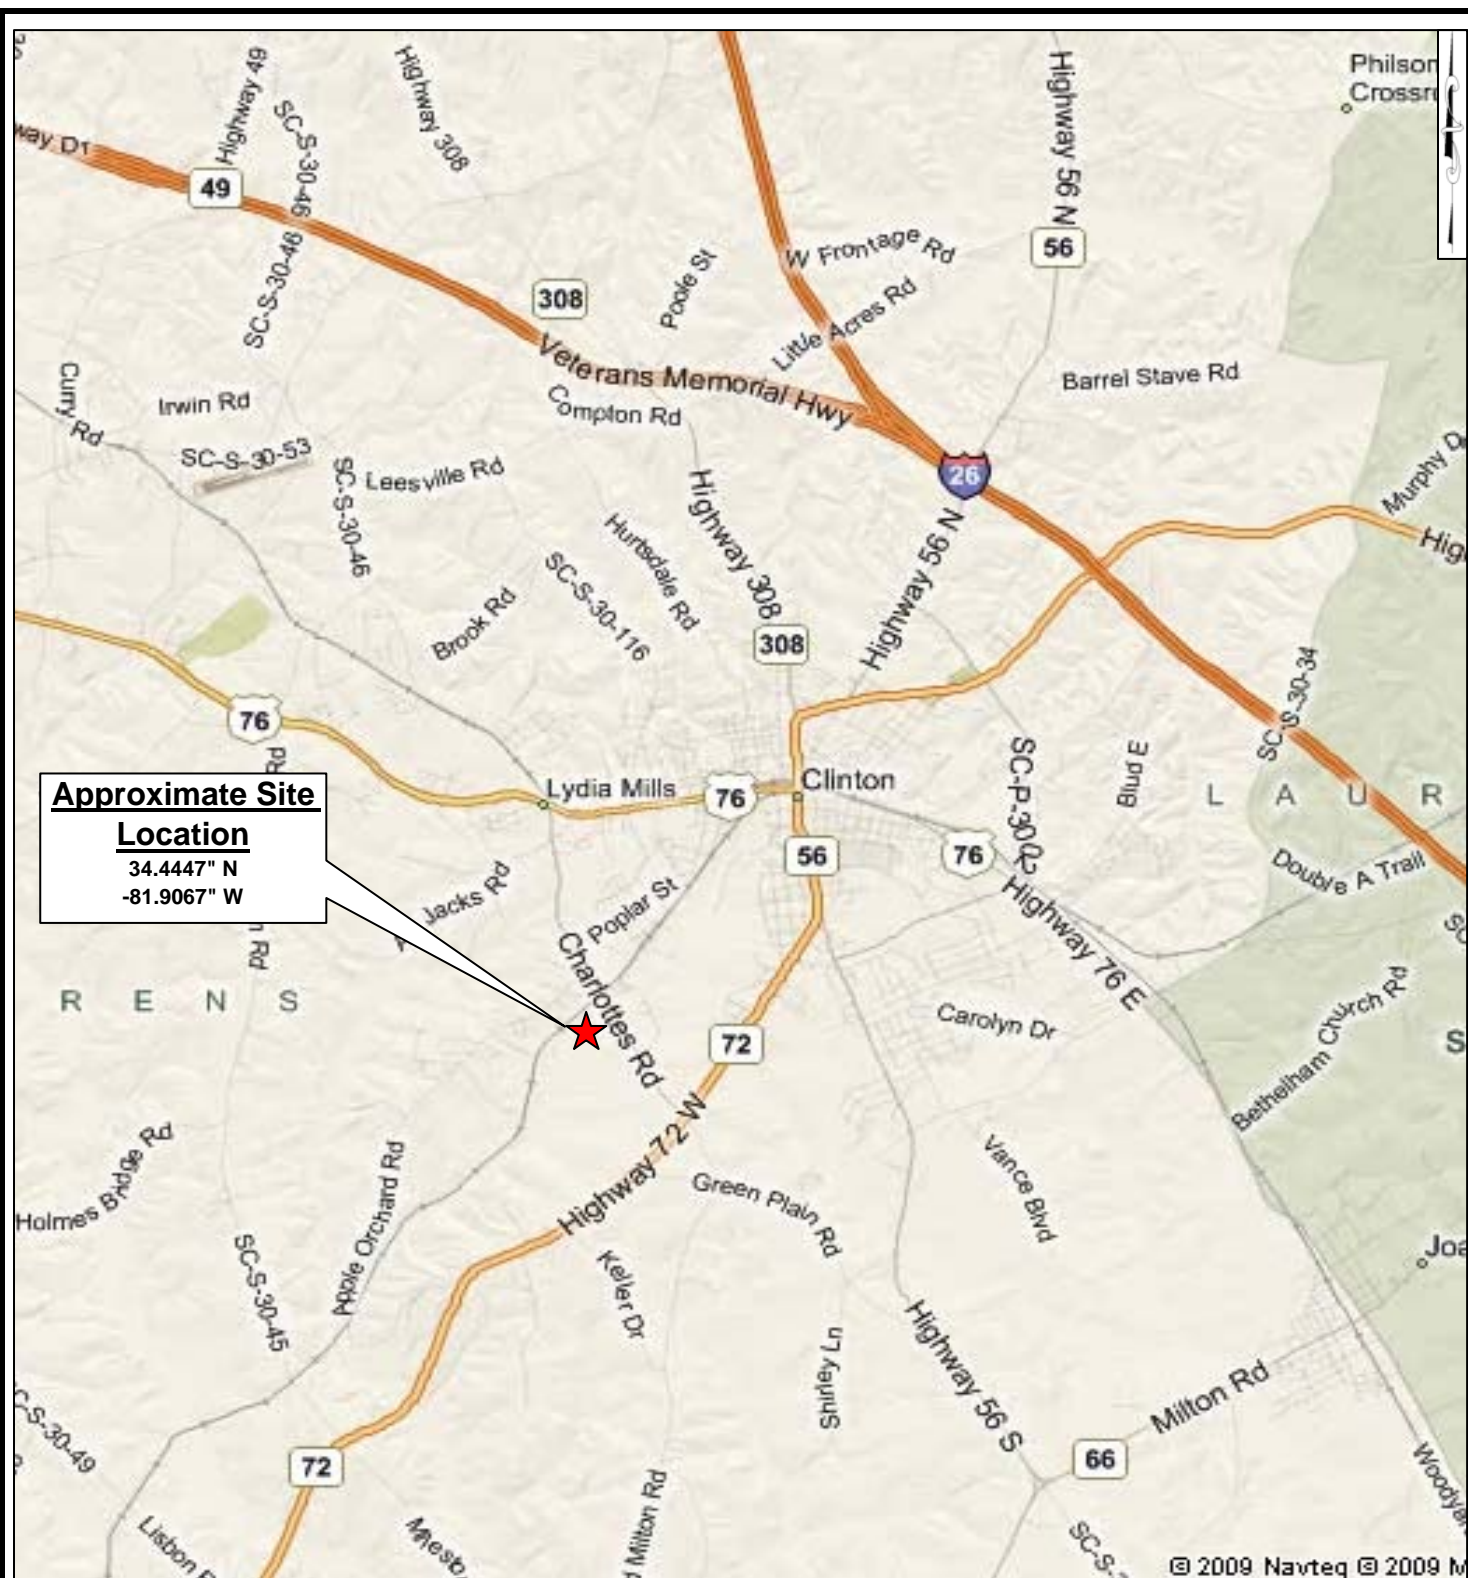 Highway 49
SC-S-30-46
Highway 308
Highway 56 N
Philson
Crossr
way Dr
49
56
W Frontage Rd
SC-S-30-46
308
Poole St
Little Acres Rd
Veterans Memorial Hwy
Barrel Stave Rd
Curry Rd
Irwin Rd
Compton Rd
SC-S-30-53
SC-S-30-46
Leesville Rd
Highway 308
26
Murphy D
Hig
Hurtsdale Rd
SC-S-30-116
Brook Rd
Highway 56 N
308
76
SC-S-30-34
Rd
Lydia Mills
76
Clinton
SC-P-30
Blud E
L A U R
Approximate Site
Location
34.4447" N
-81.9067" W
56
76
Double A Trail
Jacks Rd
Poplar St
Highway 76 E
n Rd
Charlottes Rd
R E N S
Carolyn Dr
Bethelham Church Rd
S
72
Holmes Bridge Rd
Apple Orchard Rd
Highway 72 W
Green Plain Rd
Vance Blvd
SC-S-30-45
Keller Dr
Joa
Shirley Ln
Highway 56 S
Milton Rd
C-S-30-49
72
66
Woodya
Lisbon
d Milton Rd
SC-S-
© 2009 Navteq © 2009 M